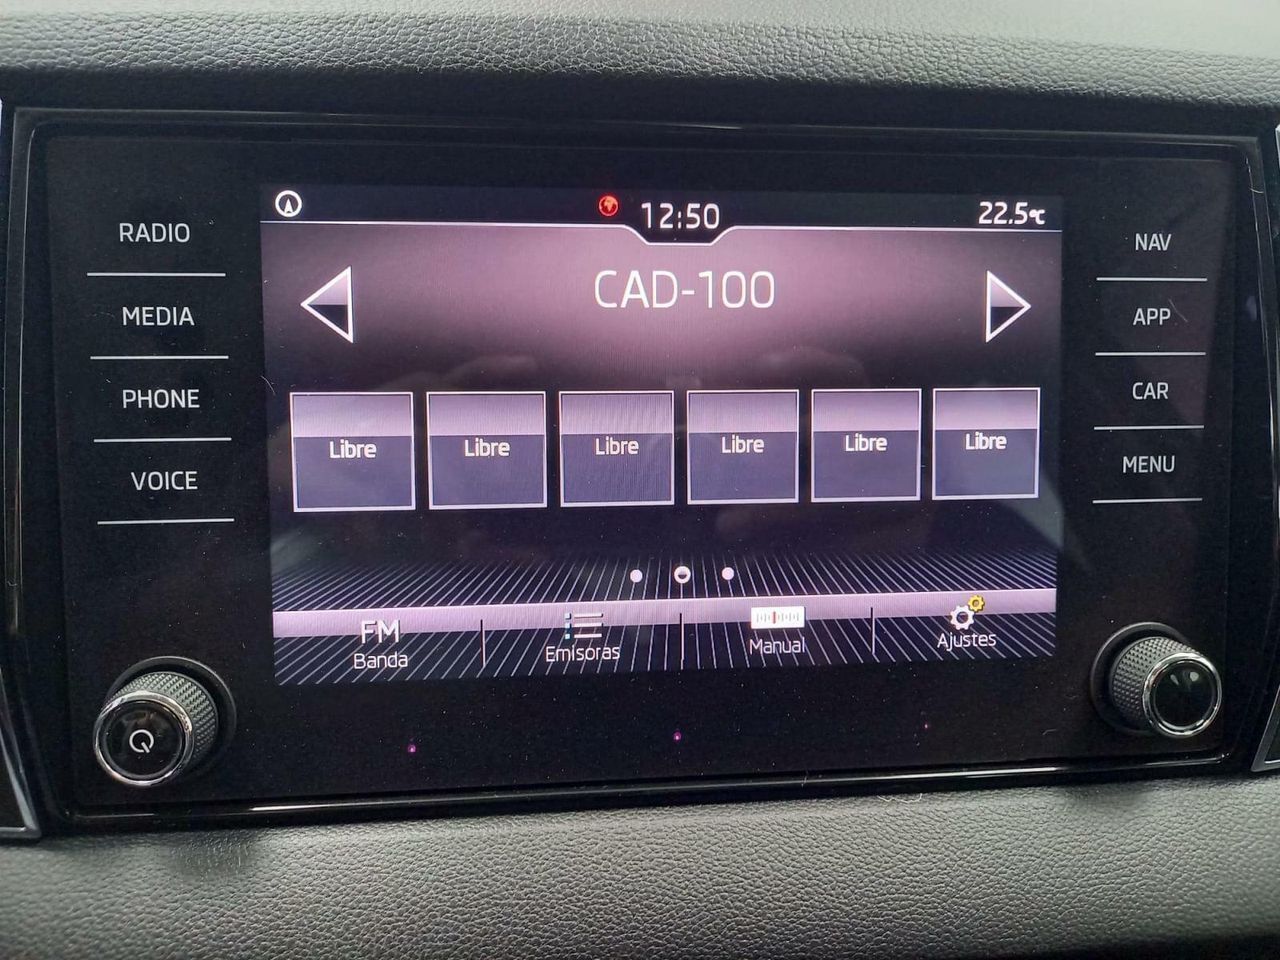 12:50
22.5°C
RADIO
MEDIA
PHONE
VOICE
CAD-100
Libre
Libre
Libre
Libre
Libre
Libre
FM
Banda
Emisoras
Manual
Ajustes
NAV
APP
CAR
MENU